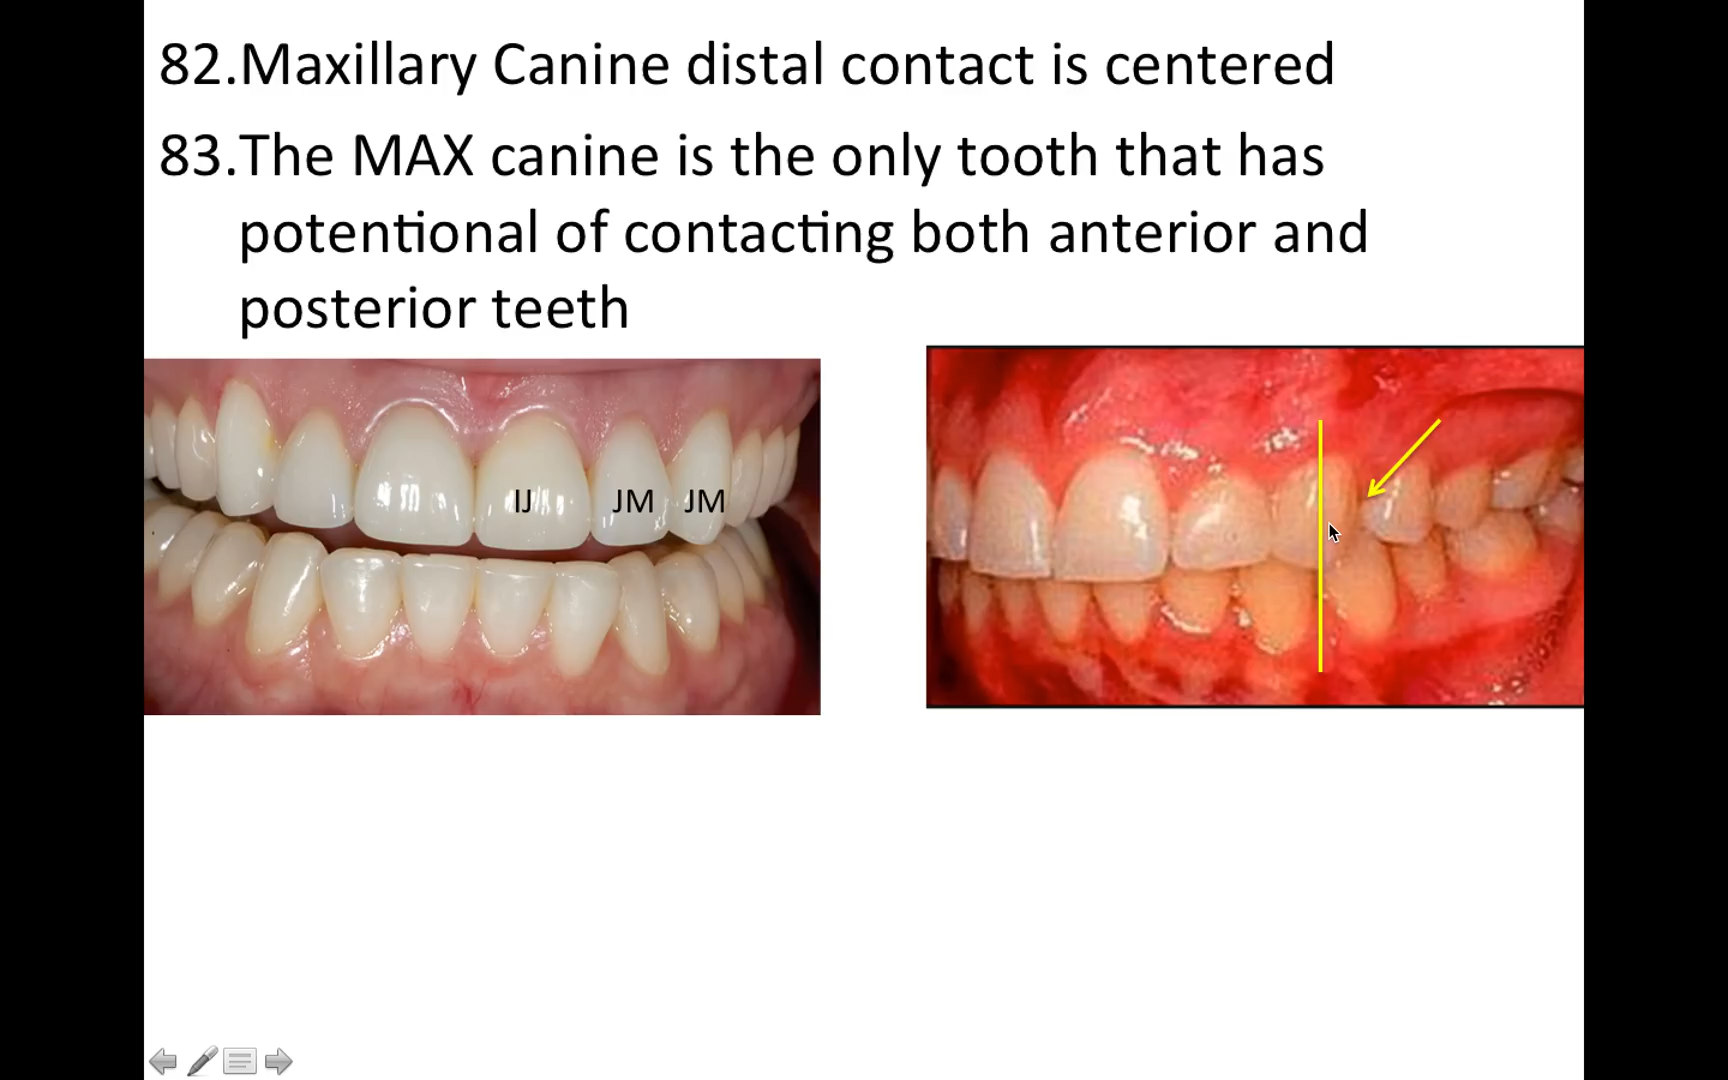 82.Maxillary Canine distal contact is centered
83.The MAX canine is the only tooth that has
potentional of contacting both anterior and
posterior teeth
IJ JM JM